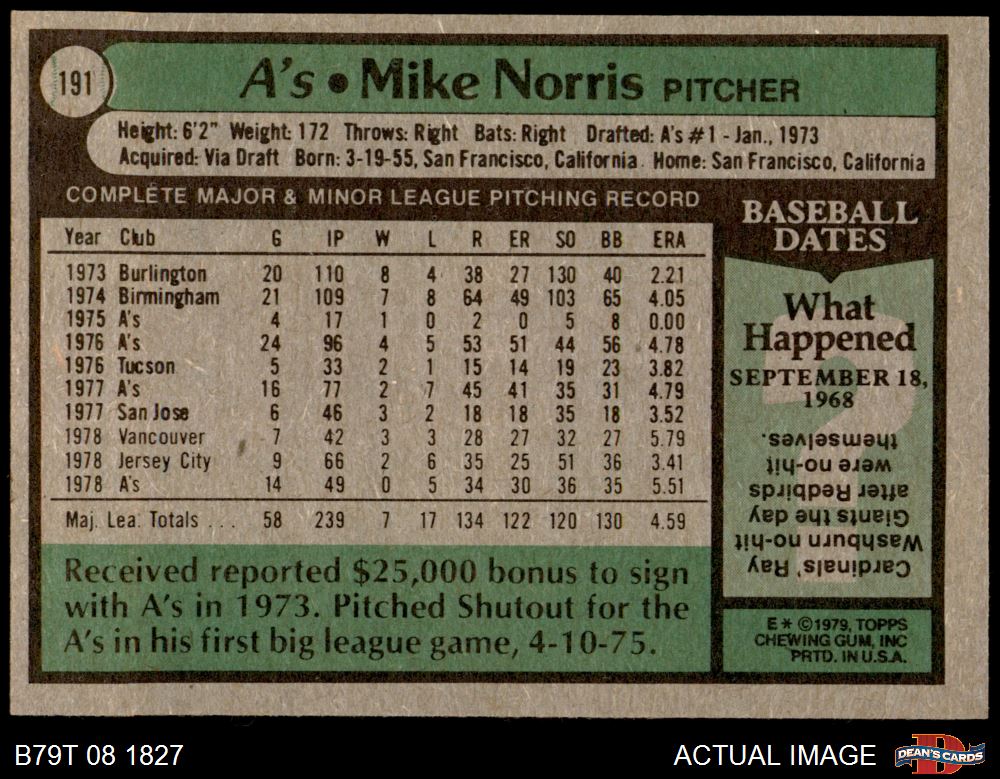 191
A's • Mike Norris PITCHER
Height: 6'2" Weight: 172 Throws: Right Bats: Right Drafted: A's #1 - Jan., 1973
Acquired: Via Draft Born: 3-19-55, San Francisco, California. Home: San Francisco, California
COMPLETE MAJOR & MINOR LEAGUE PITCHING RECORD
Year Club G IP W L R ER SO BB ERA
1973 Burlington 20 110 8 4 38 27 130 40 2.21
1974 Birmingham 21 109 7 8 64 49 103 65 4.05
1975 A's 4 17 1 0 2 0 5 8 0.00
1976 A's 24 96 4 5 53 51 44 56 4.78
1976 Tucson 5 33 2 1 15 14 19 23 3.82
1977 A's 16 77 2 7 45 41 35 31 4.79
1977 San Jose 6 46 3 2 18 18 35 18 3.52
1978 Vancouver 7 42 3 3 28 27 32 27 5.79
1978 Jersey City 9 66 2 6 35 25 51 36 3.41
1978 A's 14 49 0 5 34 30 36 35 5.51
Maj. Lea. Totals . . . 58 239 7 17 134 122 120 130 4.59
Received reported $25,000 bonus to sign
with A's in 1973. Pitched Shutout for the
A's in his first big league game, 4-10-75.
BASEBALL
DATES
What
Happened
SEPTEMBER 18,
1968
Cardinals' Ray
Washburn no-hit
Giants the day
after Redbirds
were no-hit
themselves.
E* ©1979, TOPPS
CHEWING GUM, INC
PRTD. IN U.S.A.
B79T 08 1827
ACTUAL IMAGE
DEAN'S CARDS